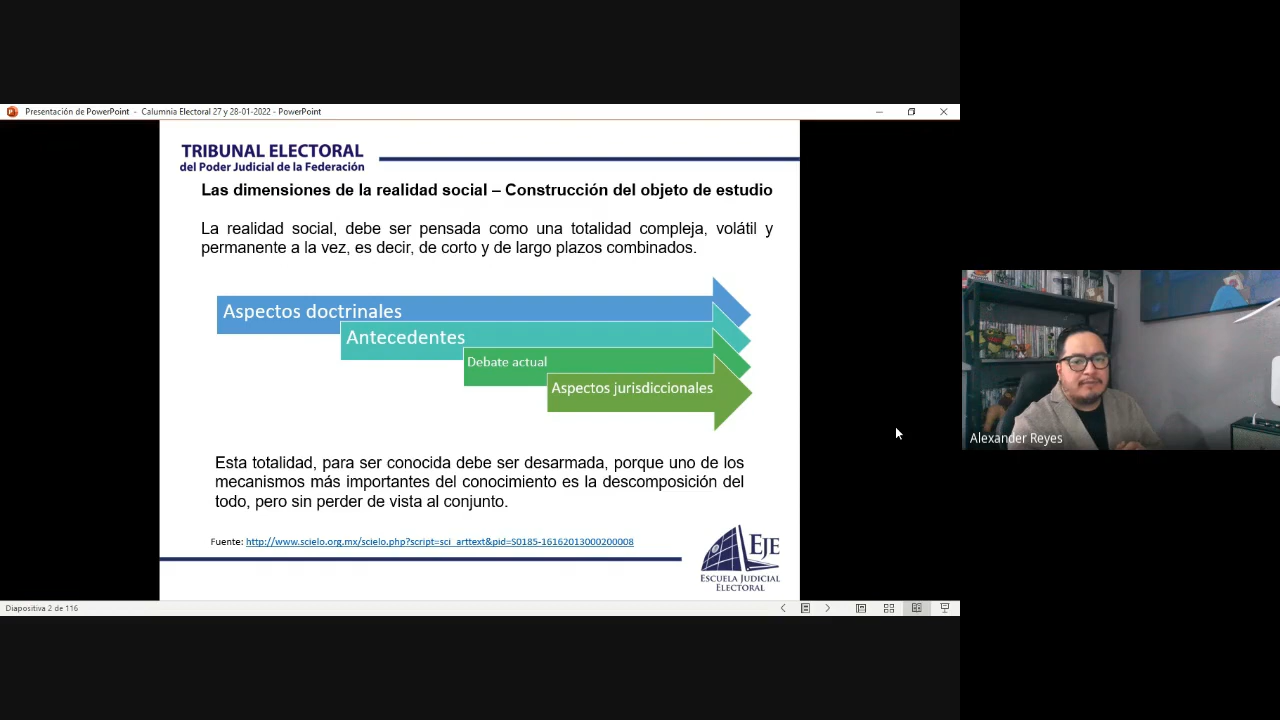 Presentación de PowerPoint - Calumnia Electoral 27 y 28-01-2022 - PowerPoint
TRIBUNAL ELECTORAL
del Poder Judicial de la Federación
Las dimensiones de la realidad social – Construcción del objeto de estudio
La realidad social, debe ser pensada como una totalidad compleja, volátil y
permanente a la vez, es decir, de corto y de largo plazos combinados.
Aspectos doctrinales
Antecedentes
Debate actual
Aspectos jurisdiccionales
Esta totalidad, para ser conocida debe ser desarmada, porque uno de los
mecanismos más importantes del conocimiento es la descomposición del
todo, pero sin perder de vista al conjunto.
Fuente: http://www.scielo.org.mx/scielo.php?script=sci_arttext&pid=S0185-16162013000200008
EJE
ESCUELA JUDICIAL
ELECTORAL
Diapositiva 2 de 116
Alexander Reyes